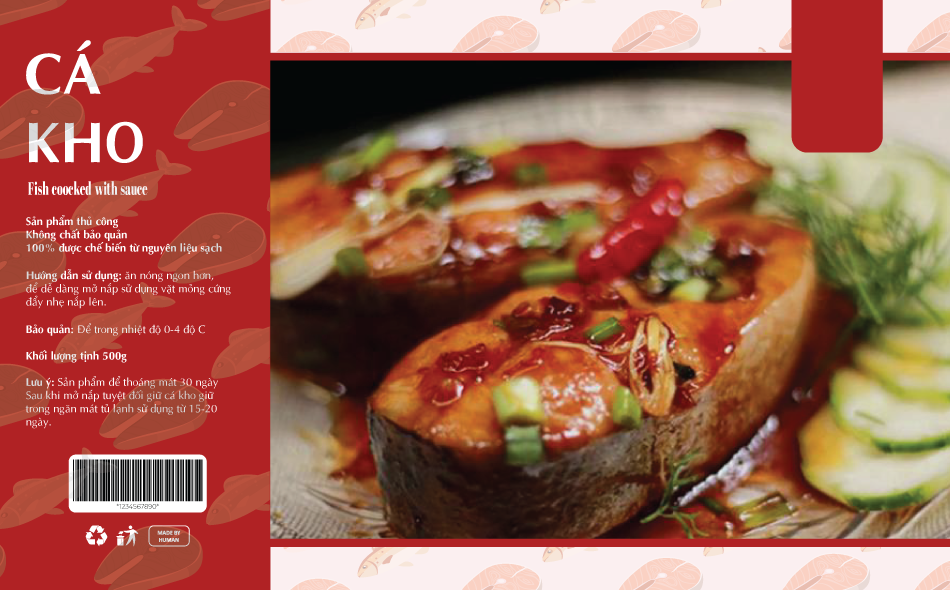 CÁ
KHO
Fish coocked with sauce
Sản phẩm thủ công
Không chất bảo quản
100% được chế biến từ nguyên liệu sạch
Hướng dẫn sử dụng: ăn nóng ngon hơn,
để dễ dàng mở nắp sử dụng vật mỏng cứng
đẩy nhẹ nắp lên.
Bảo quản: Để trong nhiệt độ 0-4 độ C
Khối lượng tịnh 500g
Lưu ý: Sản phẩm để thoáng mát 30 ngày
Sau khi mở nắp tuyệt đối giữ cá kho giữ
trong ngăn mát tủ lạnh sử dụng từ 15-20
ngày.
*1234567890*
MADE BY
HUMAN